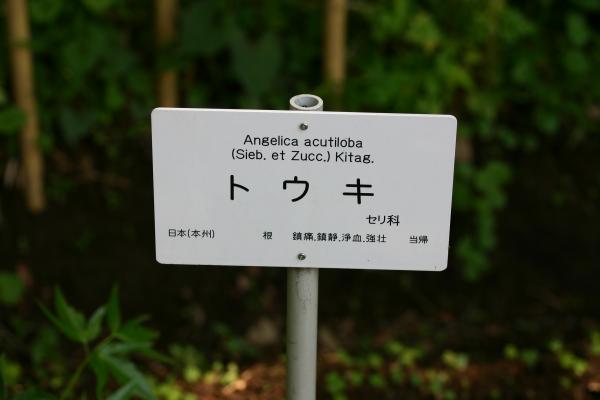 Angelica acutiloba
(Sieb. et Zucc.) Kitag.
トウキ
セリ科
日本(本州) 根 鎮痛,鎮静,浄血,強壮 当帰